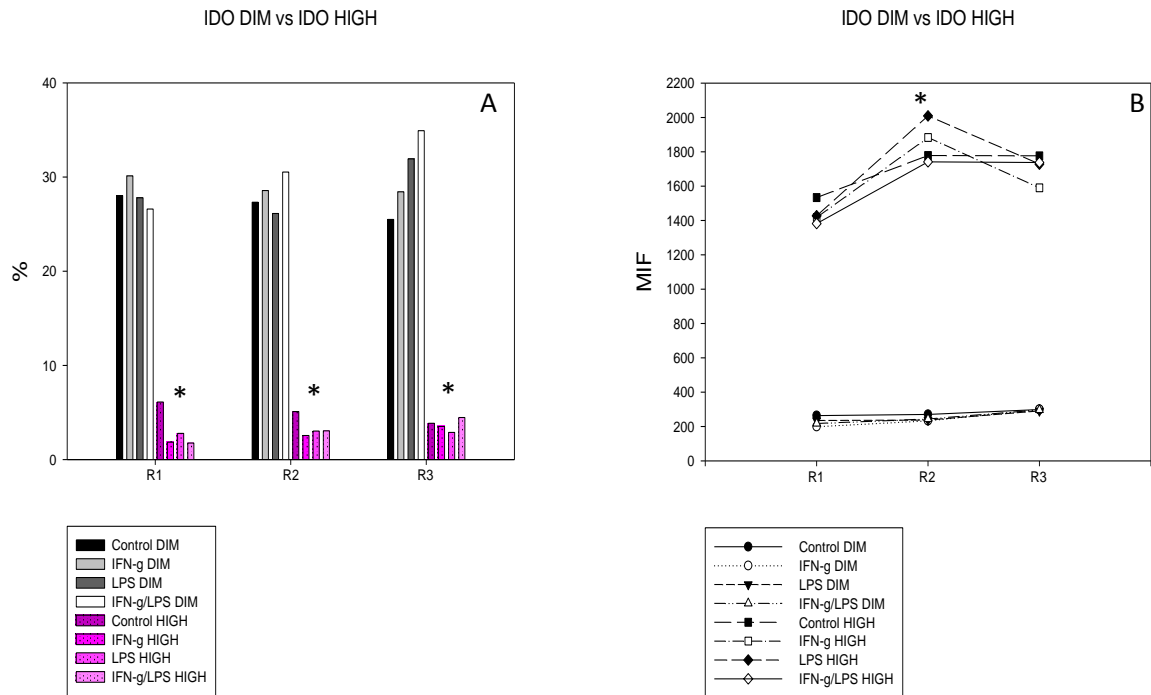 IDO DIM vs IDO HIGH
A
40
30
20
10
0
%
*
*
*
R1
R2
R3
Control DIM
IFN-g DIM
LPS DIM
IFN-g/LPS DIM
Control HIGH
IFN-g HIGH
LPS HIGH
IFN-g/LPS HIGH
IDO DIM vs IDO HIGH
B
2200
2000
1800
1600
1400
1200
1000
800
600
400
200
0
MIF
*
R1
R2
R3
Control DIM
IFN-g DIM
LPS DIM
IFN-g/LPS DIM
Control HIGH
IFN-g HIGH
LPS HIGH
IFN-g/LPS HIGH